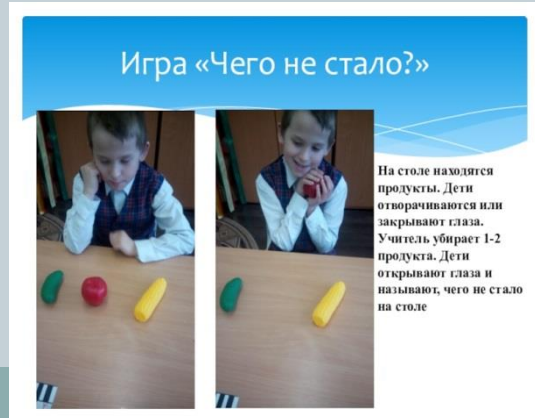 Игра «Чего не стало?»
На столе находятся
продукты. Дети
отворачиваются или
закрывают глаза.
Учитель убирает 1-2
продукта. Дети
открывают глаза и
называют, чего не стало
на столе